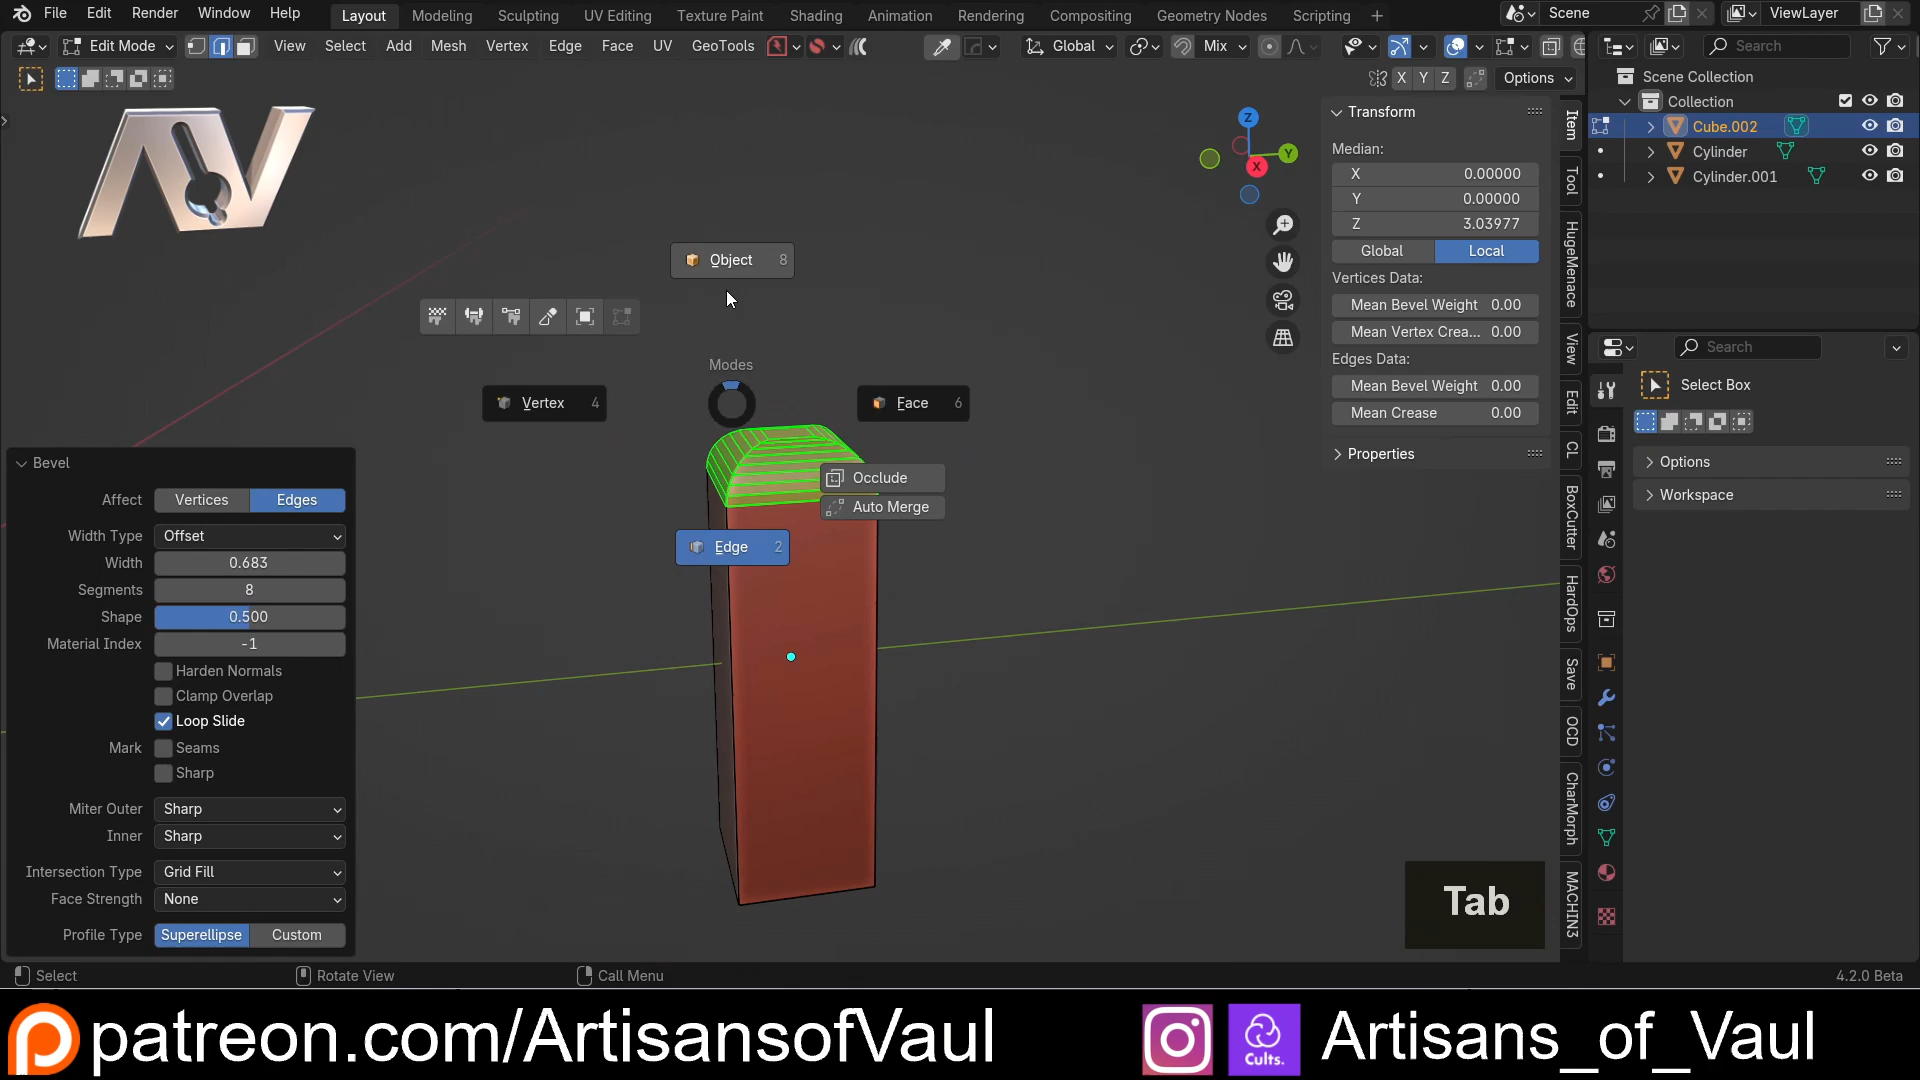 File Edit Render Window Help Layout Modeling Sculpting UV Editing Texture Paint Shading Animation Rendering Compositing Geometry Nodes Scripting + Scene ViewLayer
Edit Mode View Select Add Mesh Vertex Edge Face UV GeoTools Global Mix Search
X Y Z Options
Scene Collection
Collection
Cube.002
Cylinder
Cylinder.001
AV
Z
Y
X
Transform
Median:
X 0.00000
Y 0.00000
Z 3.03977
Global Local
Vertices Data:
Mean Bevel Weight 0.00
Mean Vertex Crea... 0.00
Edges Data:
Mean Bevel Weight 0.00
Mean Crease 0.00
Properties
Item
Tool
HugeMenace
View
Edit
CL
BoxCutter
HardOps
Save
OCD
CharMorph
MACHIN3
Search
Select Box
Options
Workspace
Object 8
Modes
Vertex 4
Face 6
Occlude
Auto Merge
Edge 2
Bevel
Affect Vertices Edges
Width Type Offset
Width 0.683
Segments 8
Shape 0.500
Material Index -1
Harden Normals
Clamp Overlap
Loop Slide
Mark Seams
Sharp
Miter Outer Sharp
Inner Sharp
Intersection Type Grid Fill
Face Strength None
Profile Type Superellipse Custom
Tab
Select Rotate View Call Menu 4.2.0 Beta
patreon.com/ArtisansofVaul Cults. Artisans_of_Vaul